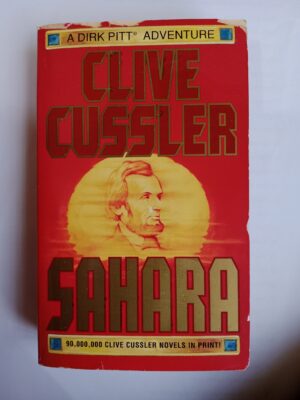 A DIRK PITT® ADVENTURE
CLIVE
CUSSLER
SAHARA
90,000,000 CLIVE CUSSLER NOVELS IN PRINT!